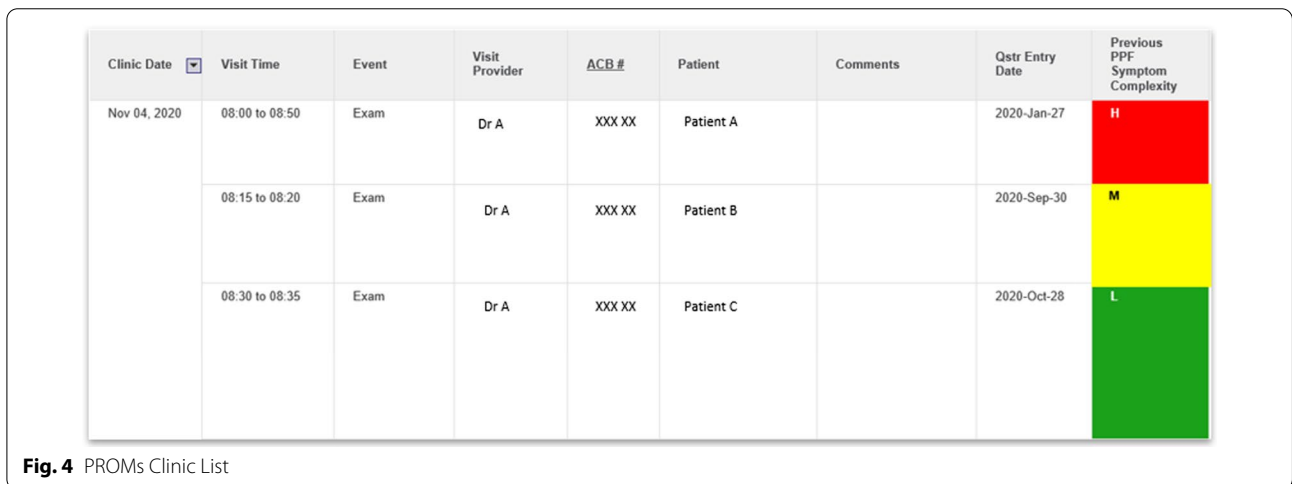 Clinic Date Visit Time Event Visit Provider ACB # Patient Comments Qstr Entry Date Previous PPF Symptom Complexity
Nov 04, 2020 08:00 to 08:50 Exam Dr A XXX XX Patient A 2020-Jan-27 H
08:15 to 08:20 Exam Dr A XXX XX Patient B 2020-Sep-30 M
08:30 to 08:35 Exam Dr A XXX XX Patient C 2020-Oct-28 L
Fig. 4 PROMs Clinic List